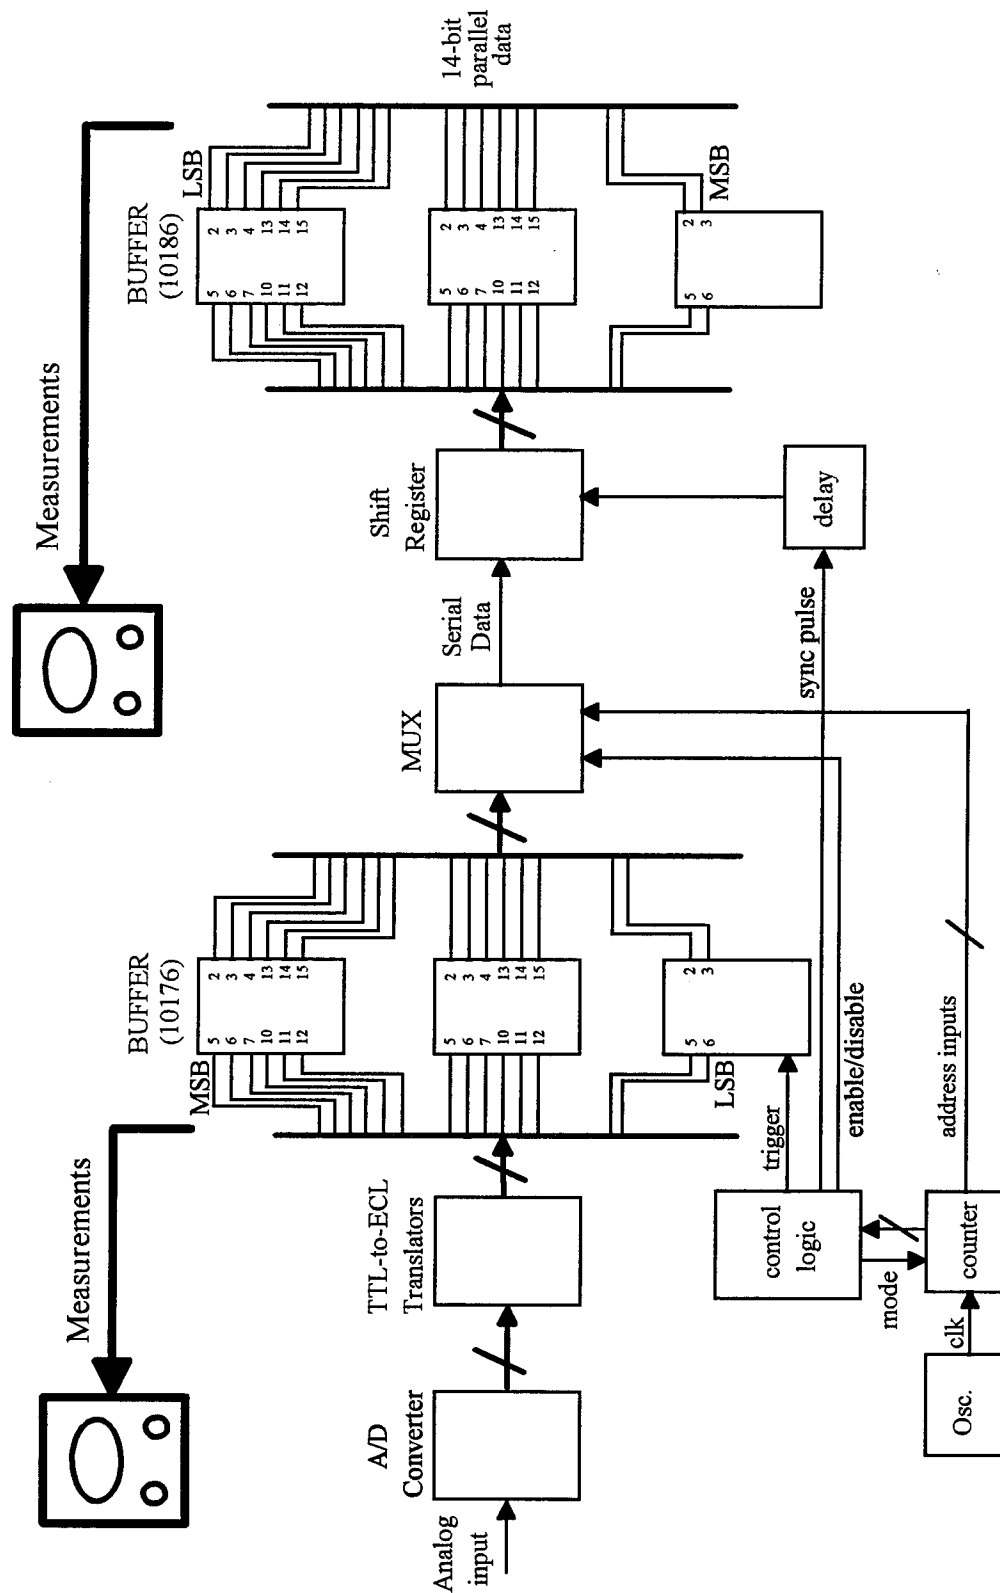 Measurements
Measurements
Analog
input
A/D
Converter
TTL-to-ECL
Translators
BUFFER
(10176)
MSB
5
6
7
10
11
12
2
3
4
13
14
15
5
6
7
10
11
12
2
3
4
13
14
15
LSB
5
6
2
3
MUX
Serial
Data
Shift
Register
BUFFER
(10186)
LSB
5
6
7
10
11
12
2
3
4
13
14
15
5
6
7
10
11
12
2
3
4
13
14
15
MSB
5
6
2
3
14-bit
parallel
data
control
logic
trigger
sync pulse
enable/disable
delay
mode
Osc.
clk
counter
address inputs